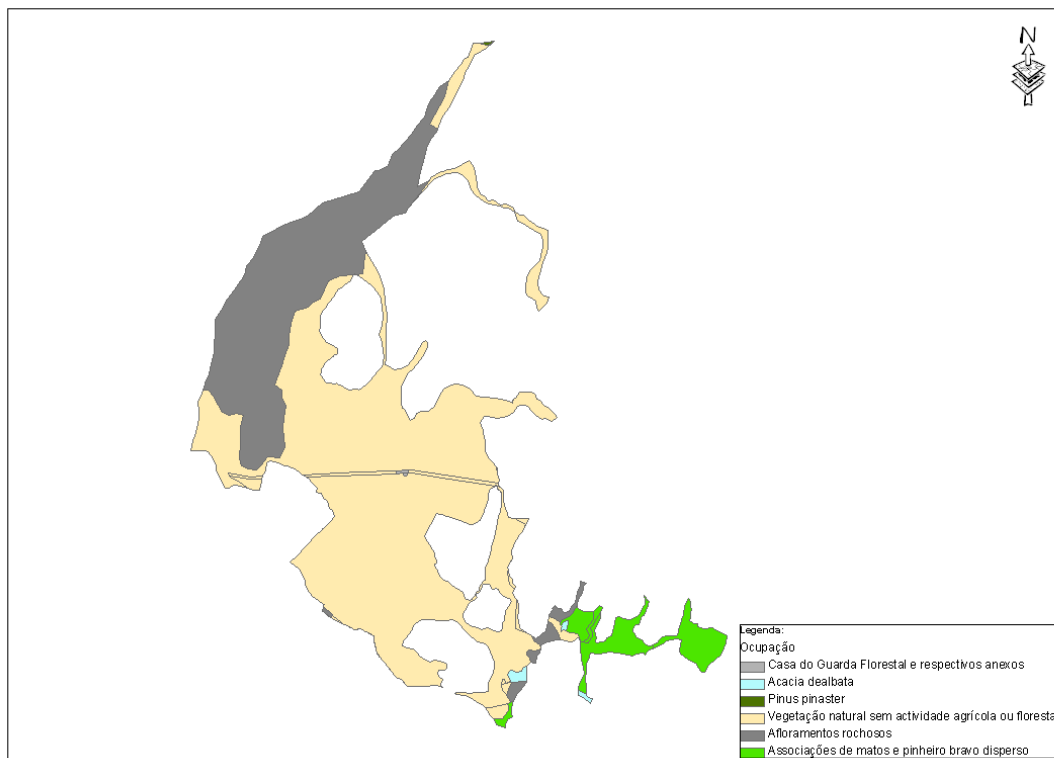 N
Legenda:
Ocupação
Casa do Guarda Florestal e respectivos anexos
Acacia dealbata
Pinus pinaster
Vegetação natural sem actividade agrícola ou floresta
Afloramentos rochosos
Associações de matos e pinheiro bravo disperso